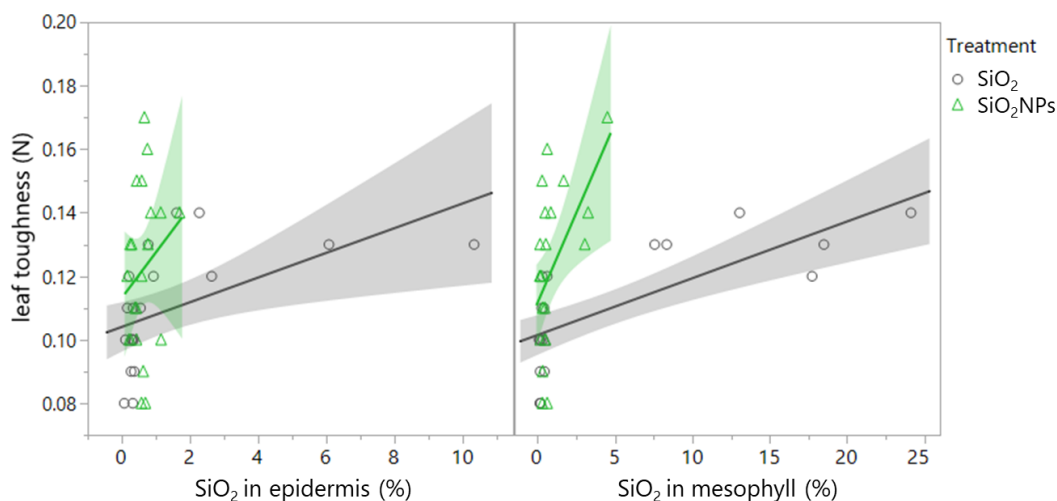 0.20
0.18
0.16
0.14
0.12
0.10
0.08
leaf toughness (N)
0 2 4 6 8 10
0 5 10 15 20 25
SiO₂ in epidermis (%)
SiO₂ in mesophyll (%)
Treatment
SiO₂
SiO₂NPs